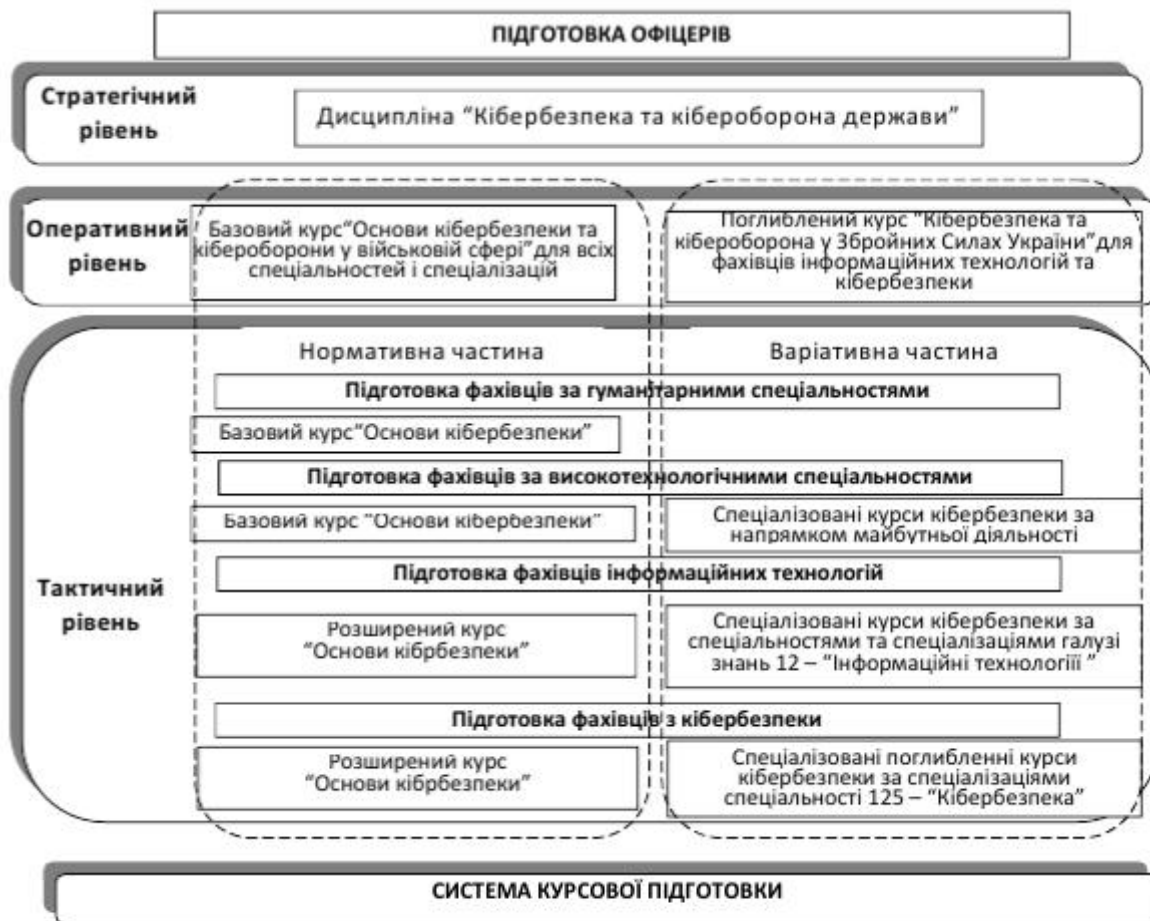 ПІДГОТОВКА ОФІЦЕРІВ
Стратегічний
рівень
Дисципліна “Кібербезпека та кібероборона держави”
Оперативний
рівень
Базовий курс“Основи кібербезпеки та
кібероборони у військовій сфері”для всіх
спеціальностей і спеціалізацій
Поглиблений курс “Кібербезпека та
кібероборона у Збройних Силах України”для
фахівців інформаційних технологій та
кібербезпеки
Тактичний
рівень
Нормативна частина
Варіативна частина
Підготовка фахівців за гуманітарними спеціальностями
Базовий курс“Основи кібербезпеки”
Підготовка фахівців за високотехнологічними спеціальностями
Базовий курс “Основи кібербезпеки”
Спеціалізовані курси кібербезпеки за
напрямком майбутньої діяльності
Підготовка фахівців інформаційних технологій
Розширений курс
“Основи кібрбезпеки”
Спеціалізовані курси кібербезпеки за
спеціальностями та спеціалізаціями галузі
знань 12 – “Інформаційні технологіїї ”
Підготовка фахівців з кібербезпеки
Розширений курс
“Основи кібрбезпеки”
Спеціалізовані поглибленні курси
кібербезпеки за спеціалізаціями
спеціальності 125 – “Кібербезпека”
СИСТЕМА КУРСОВОЇ ПІДГОТОВКИ